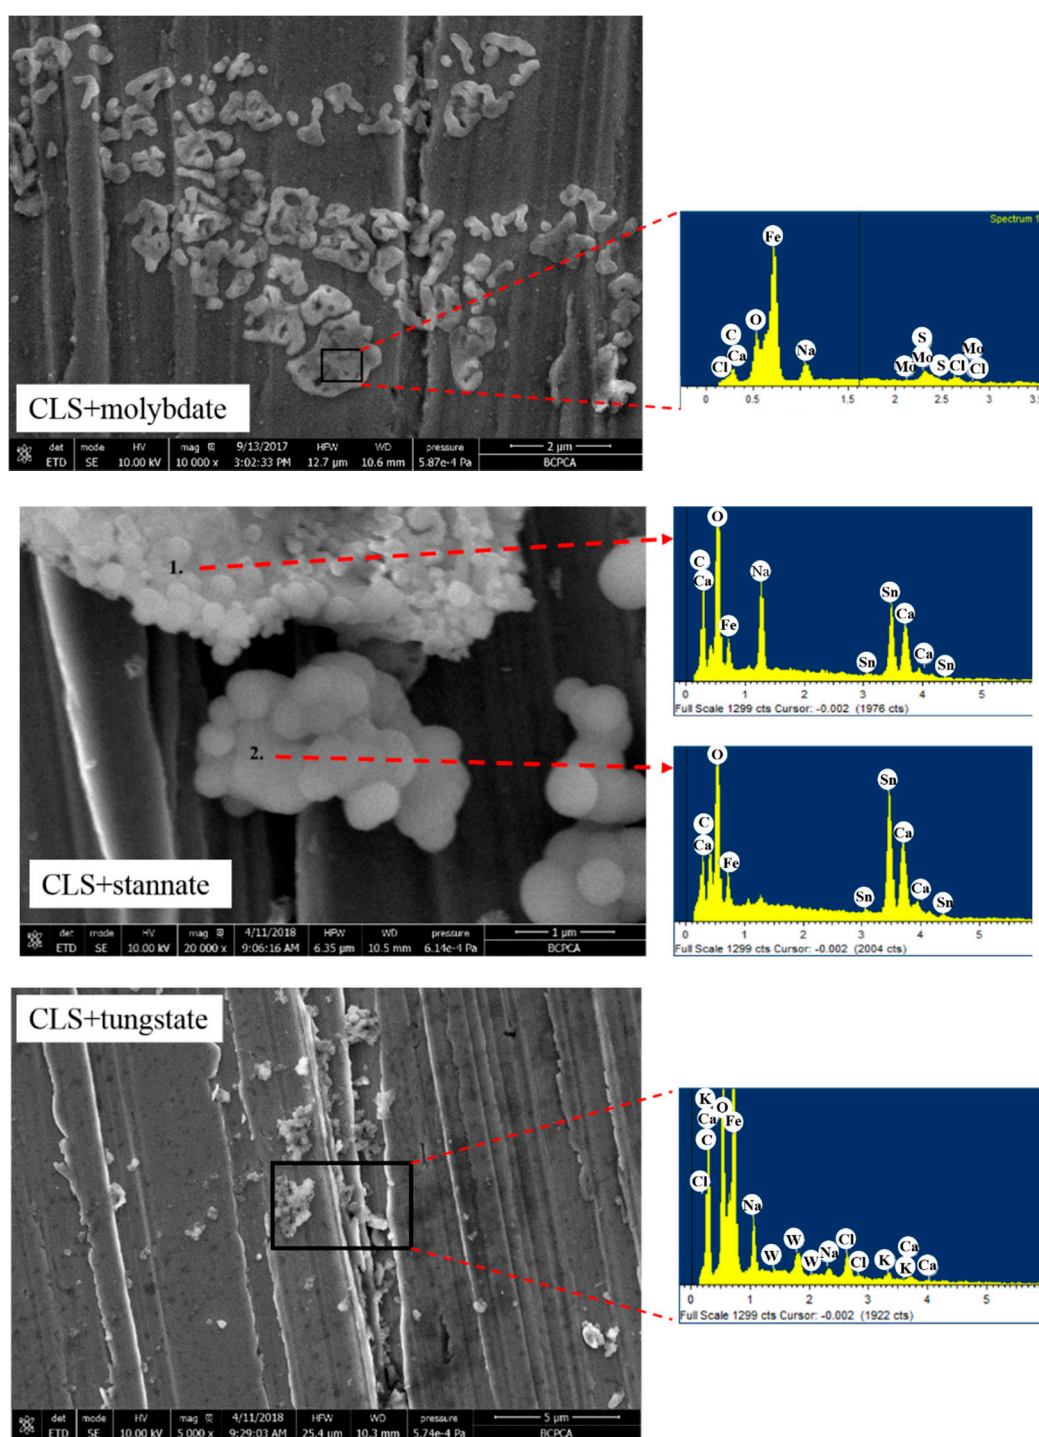 Spectrum 1
Fe
O
C
Ca
Cl
Na
S
Mo
Mo
Mo
S
Cl
Cl
0 0.5 1.5 2 2.5 3 3.5
CLS+molybdate
det mode HV mag 9/13/2017 HFW WD pressure 2 µm
ETD SE 10.00 kV 10 000 x 3:02:33 PM 12.7 µm 10.6 mm 5.87e-4 Pa BCPCA
1.
2.
O
C
Ca
Fe
Na
Sn
Sn
Ca
Ca
Sn
0 1 2 3 4 5
Full Scale 1299 cts Cursor: -0.002 (1976 cts)
O
C
Ca
Fe
Sn
Sn
Ca
Ca
Sn
0 1 2 3 4 5
Full Scale 1299 cts Cursor: -0.002 (2004 cts)
CLS+stannate
det mode HV mag 4/11/2018 HFW WD pressure 1 µm
ETD SE 10.00 kV 20 000 x 9:06:16 AM 6.35 µm 10.5 mm 6.14e-4 Pa BCPCA
CLS+tungstate
K
Ca
C
Cl
O
Fe
Na
W
W
W
Na
Cl
Cl
K
Ca
K
Ca
0 1 2 3 4 5
Full Scale 1299 cts Cursor: -0.002 (1922 cts)
det mode HV mag 4/11/2018 HFW WD pressure 5 µm
ETD SE 10.00 kV 5 000 x 9:29:03 AM 25.4 µm 10.3 mm 5.74e-4 Pa BCPCA